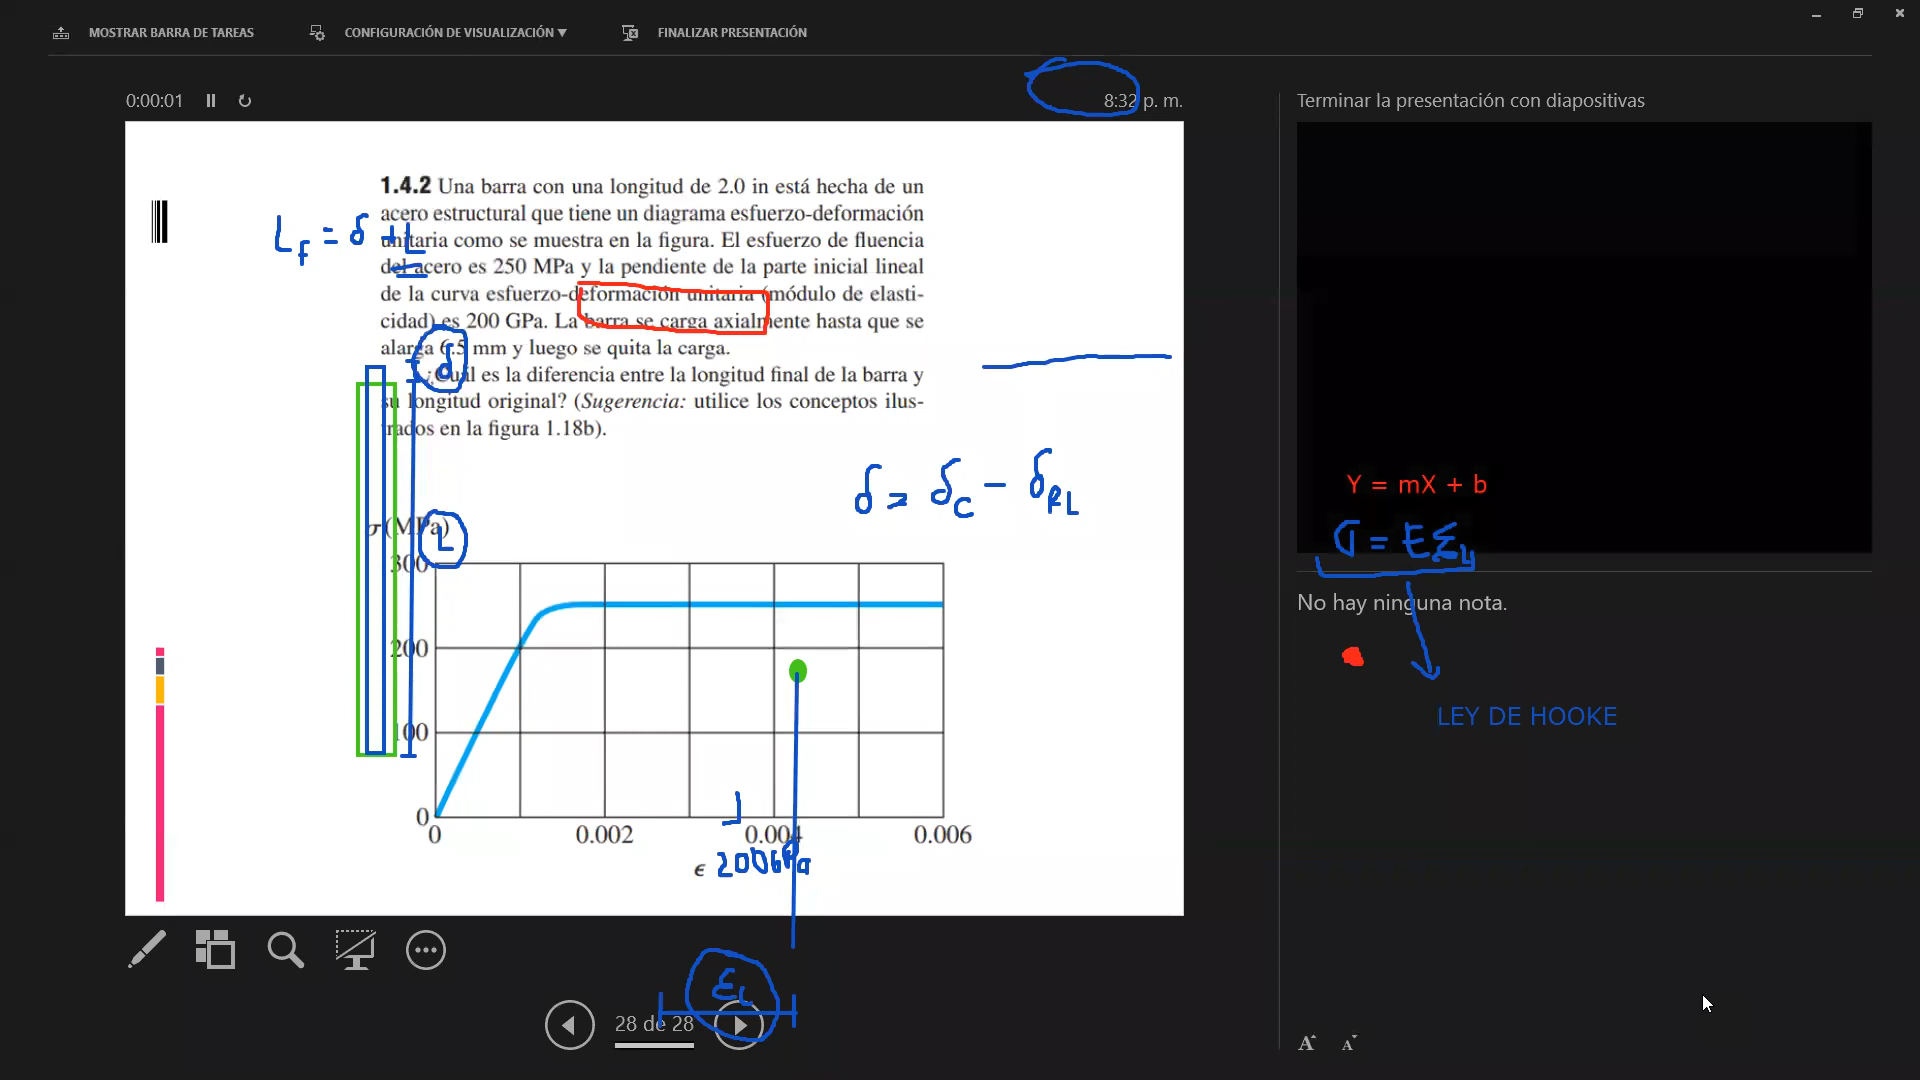 MOSTRAR BARRA DE TAREAS
CONFIGURACIÓN DE VISUALIZACIÓN ▼
FINALIZAR PRESENTACIÓN
0:00:01
8:32 p. m.
Terminar la presentación con diapositivas
1.4.2 Una barra con una longitud de 2.0 in está hecha de un
acero estructural que tiene un diagrama esfuerzo-deformación
unitaria como se muestra en la figura. El esfuerzo de fluencia
del acero es 250 MPa y la pendiente de la parte inicial lineal
de la curva esfuerzo-deformación unitaria (módulo de elasti-
cidad) es 200 GPa. La barra se carga axialmente hasta que se
alarga 6.5 mm y luego se quita la carga.
¿Cuál es la diferencia entre la longitud final de la barra y
su longitud original? (Sugerencia: utilice los conceptos ilus-
trados en la figura 1.18b).
L_f = δ + L
δ
L
δ = δ_C - δ_RL
σ (MPa)
300
200
100
0
0
0.002
0.004
0.006
ϵ
200GPa
ε_L
Y = mX + b
σ = E ε_L
No hay ninguna nota.
LEY DE HOOKE
28 de 28
A A